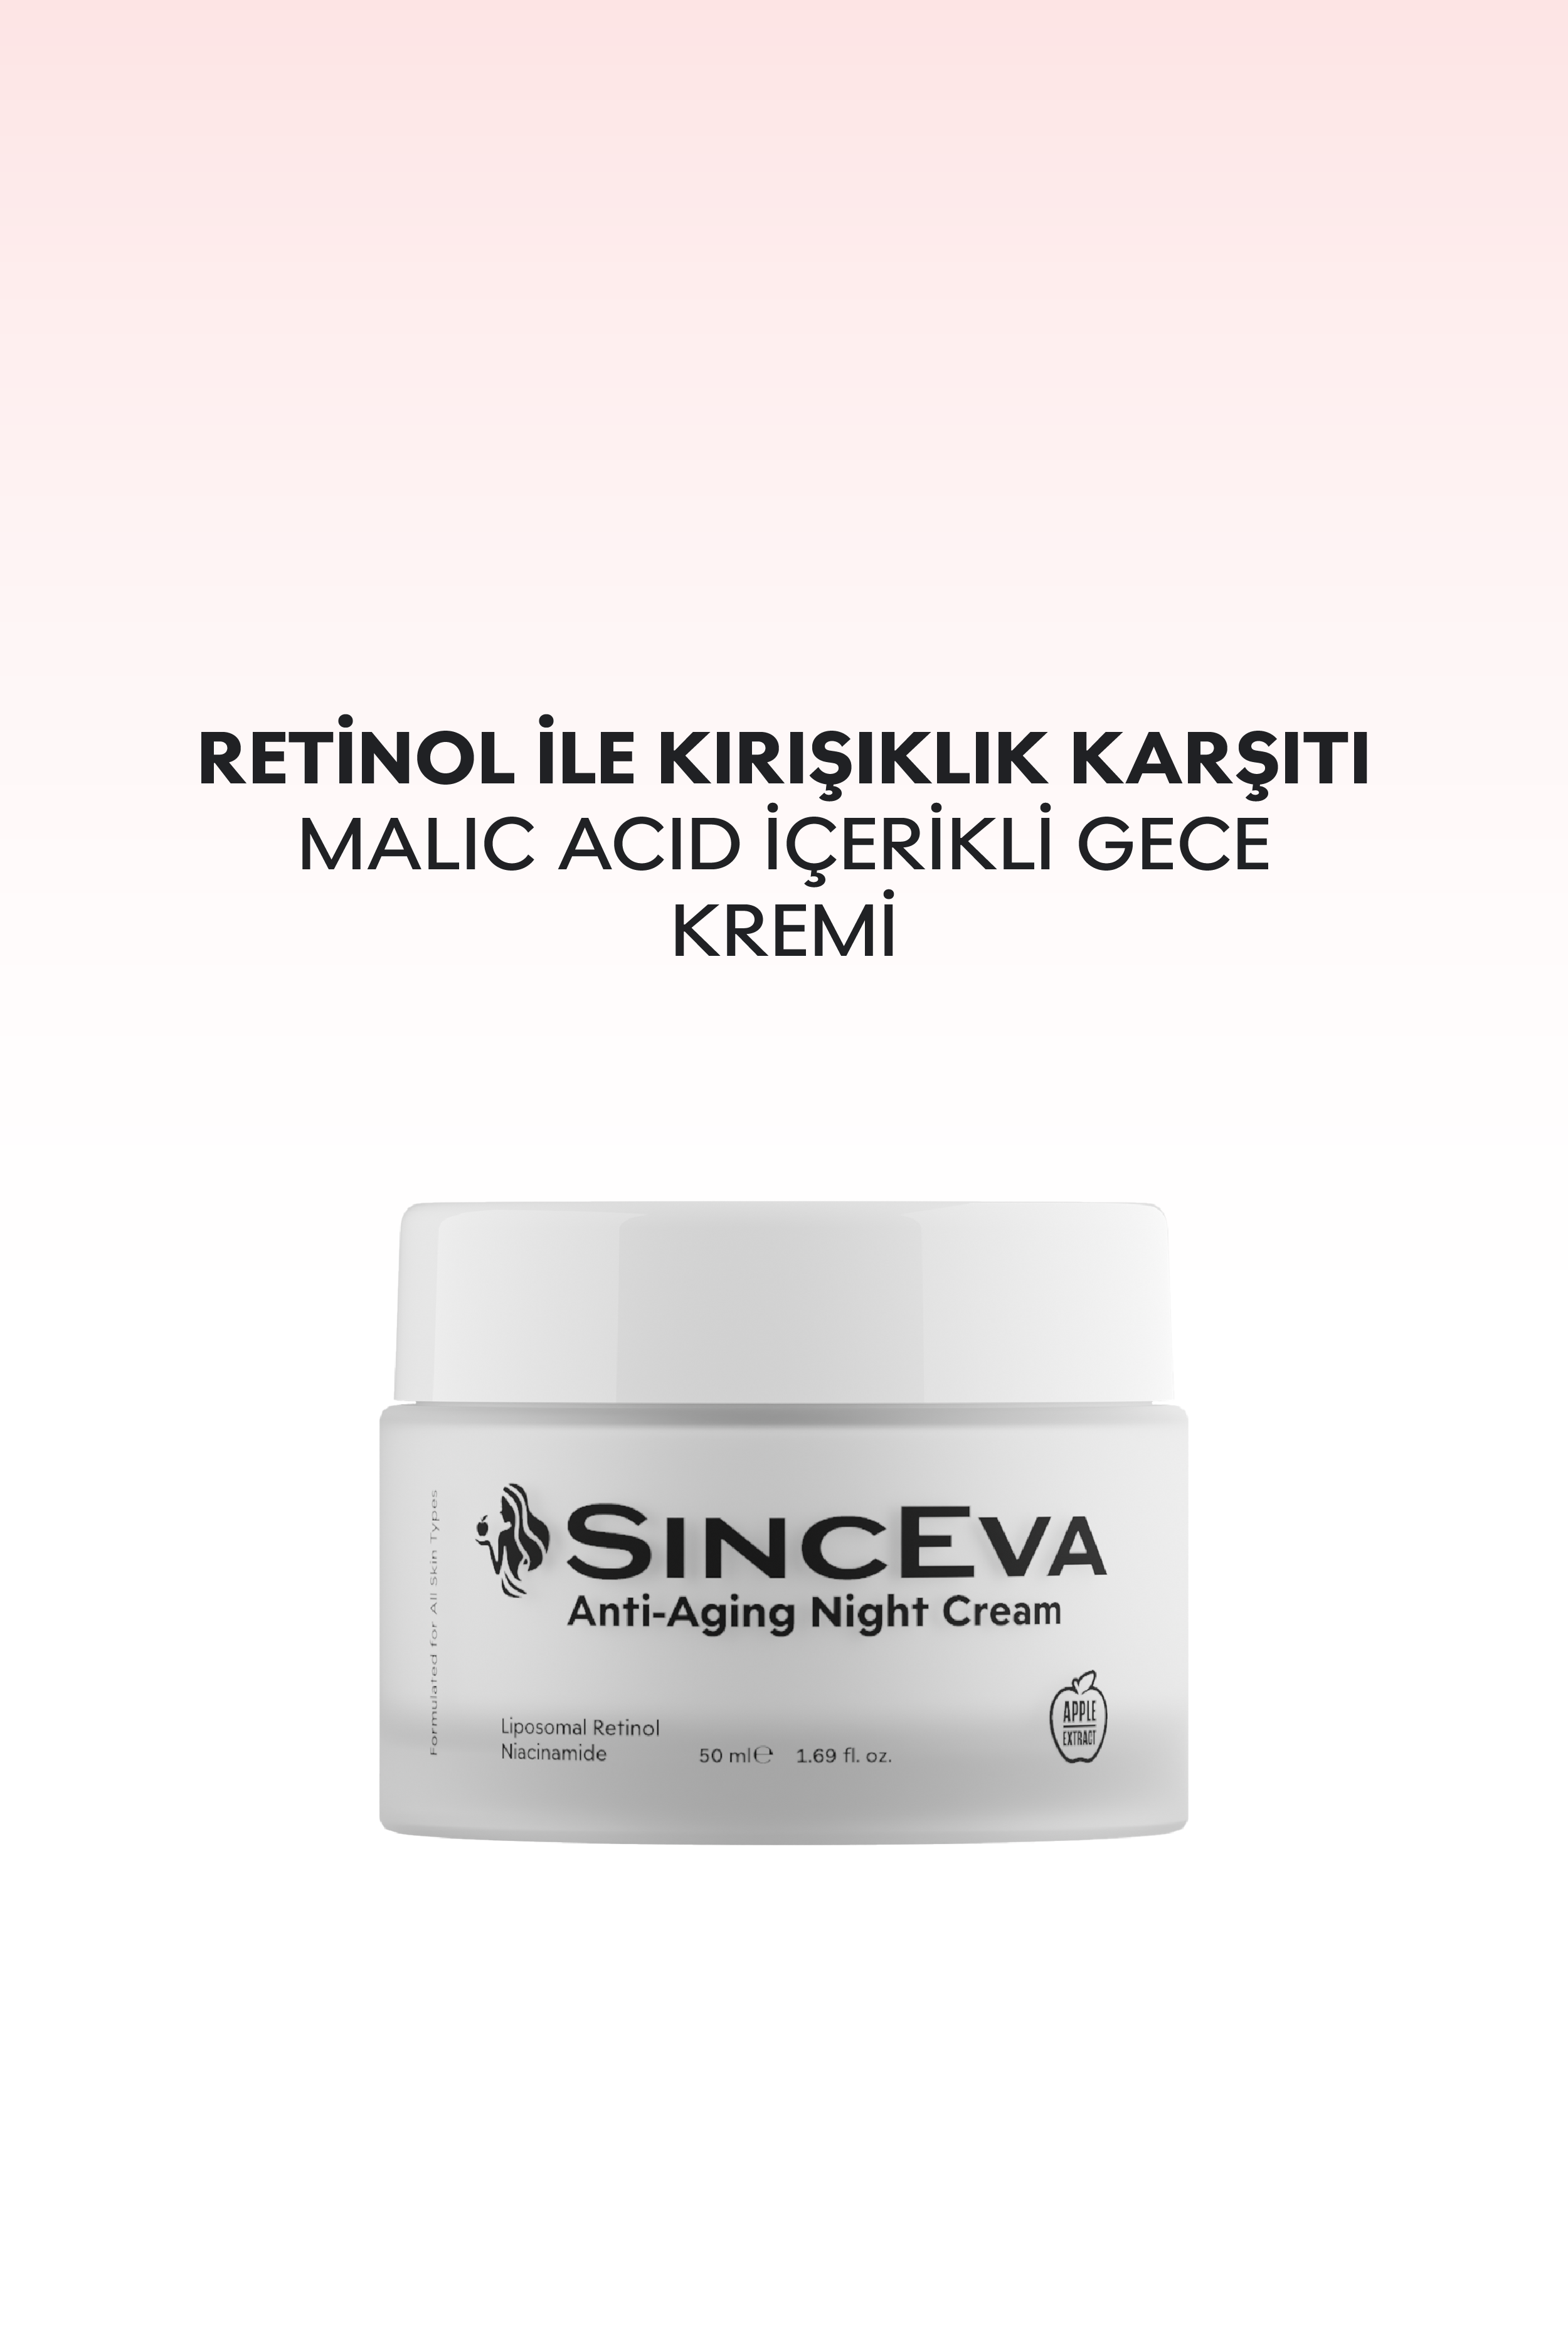 RETİNOL İLE KIRIŞIKLIK KARŞITI
MALIC ACID İÇERİKLİ GECE
KREMİ
SINCEVA
Anti-Aging Night Cream
Formulated for All Skin Types
Liposomal Retinol
Niacinamide
50 ml℮ 1.69 fl. oz.
APPLE
EXTRACT